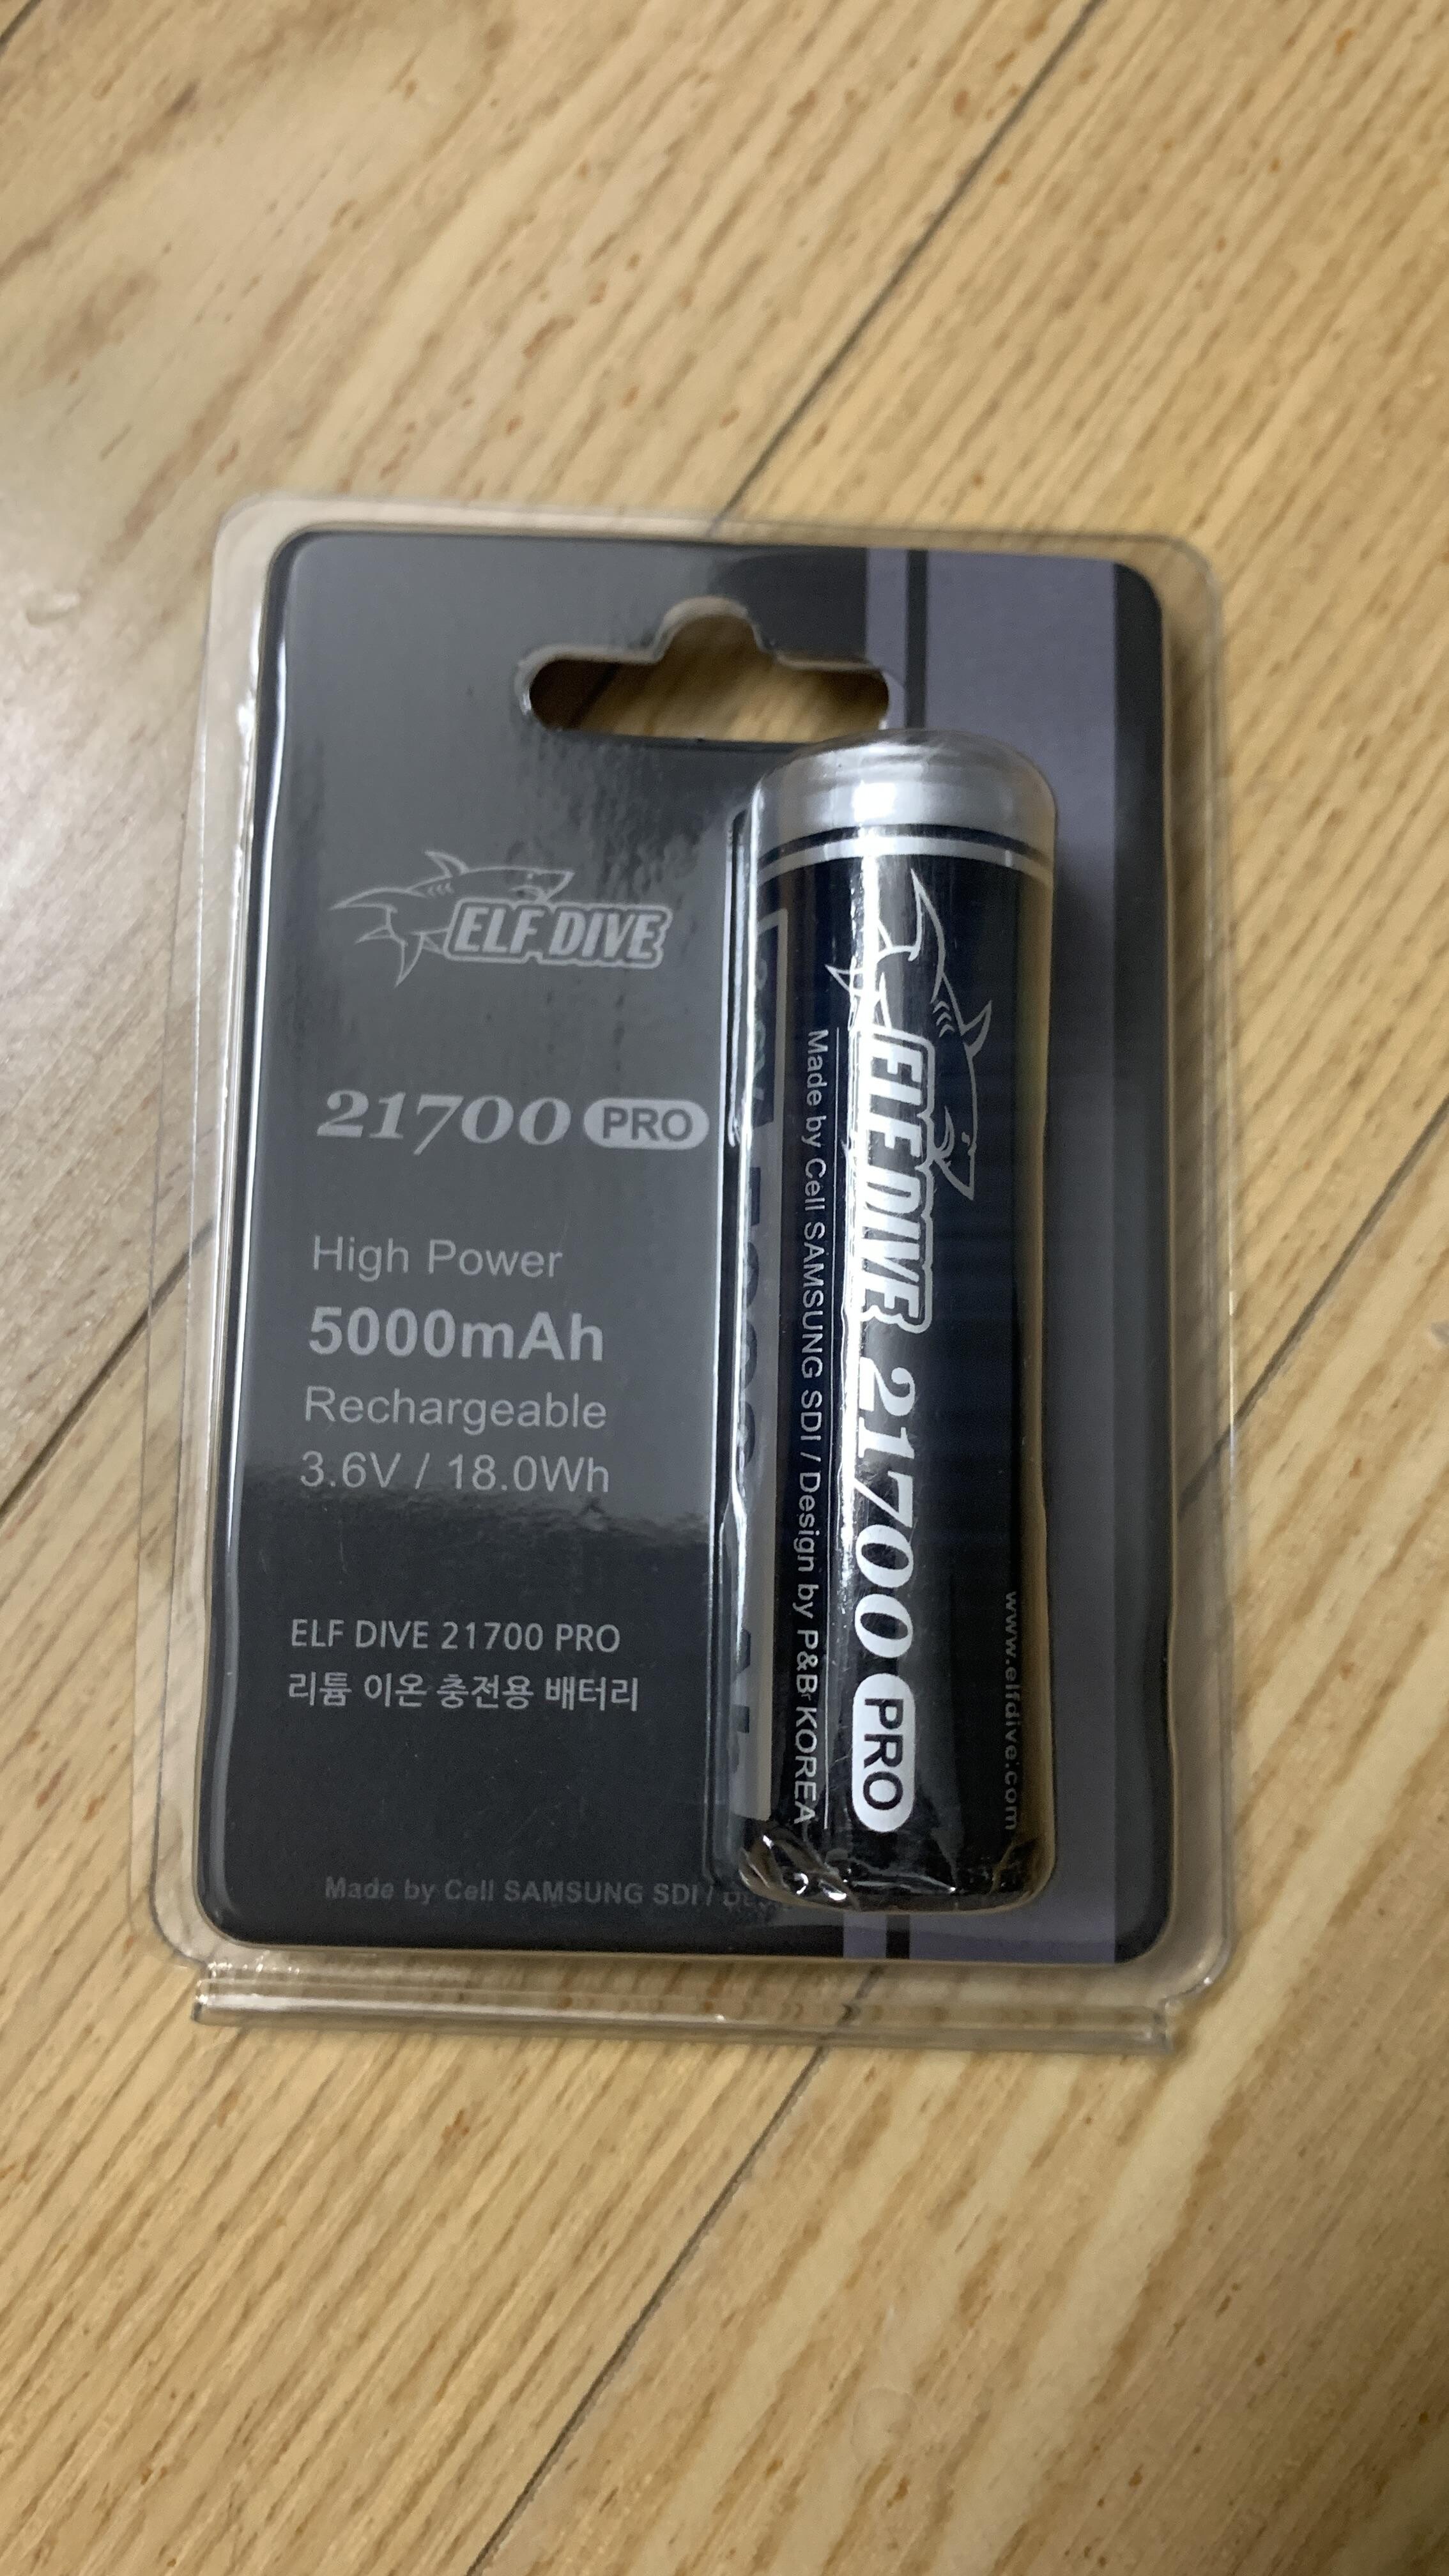 ELF DIVE
21700 PRO
High Power
5000mAh
Rechargeable
3.6V / 18.0Wh
ELF DIVE 21700 PRO
리튬 이온 충전용 배터리
Made by Cell SAMSUNG SDI /
ELF DIVE 21700 PRO
Made by Cell SAMSUNG SDI / Design by P&B KOREA
www.elfdive.com